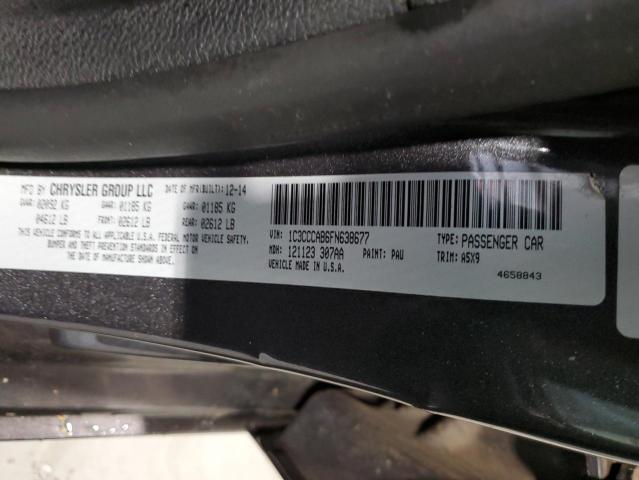 MFD BY CHRYSLER GROUP LLC DATE OF MFR(BUILT): 12-14
GVWR: 02092 KG GAWR: 01185 KG GAWR: 01185 KG
04612 LB FRONT: 02612 LB REAR: 02612 LB
THIS VEHICLE CONFORMS TO ALL APPLICABLE U.S.A. FEDERAL MOTOR VEHICLE SAFETY,
BUMPER AND THEFT PREVENTION STANDARDS IN EFFECT ON
THE DATE OF MANUFACTURE SHOWN ABOVE.
VIN: 1C3CCCAB6FN638677 TYPE: PASSENGER CAR
MDH: 121123 307AA PAINT: PAU TRIM: A5X9
VEHICLE MADE IN U.S.A.
4658843